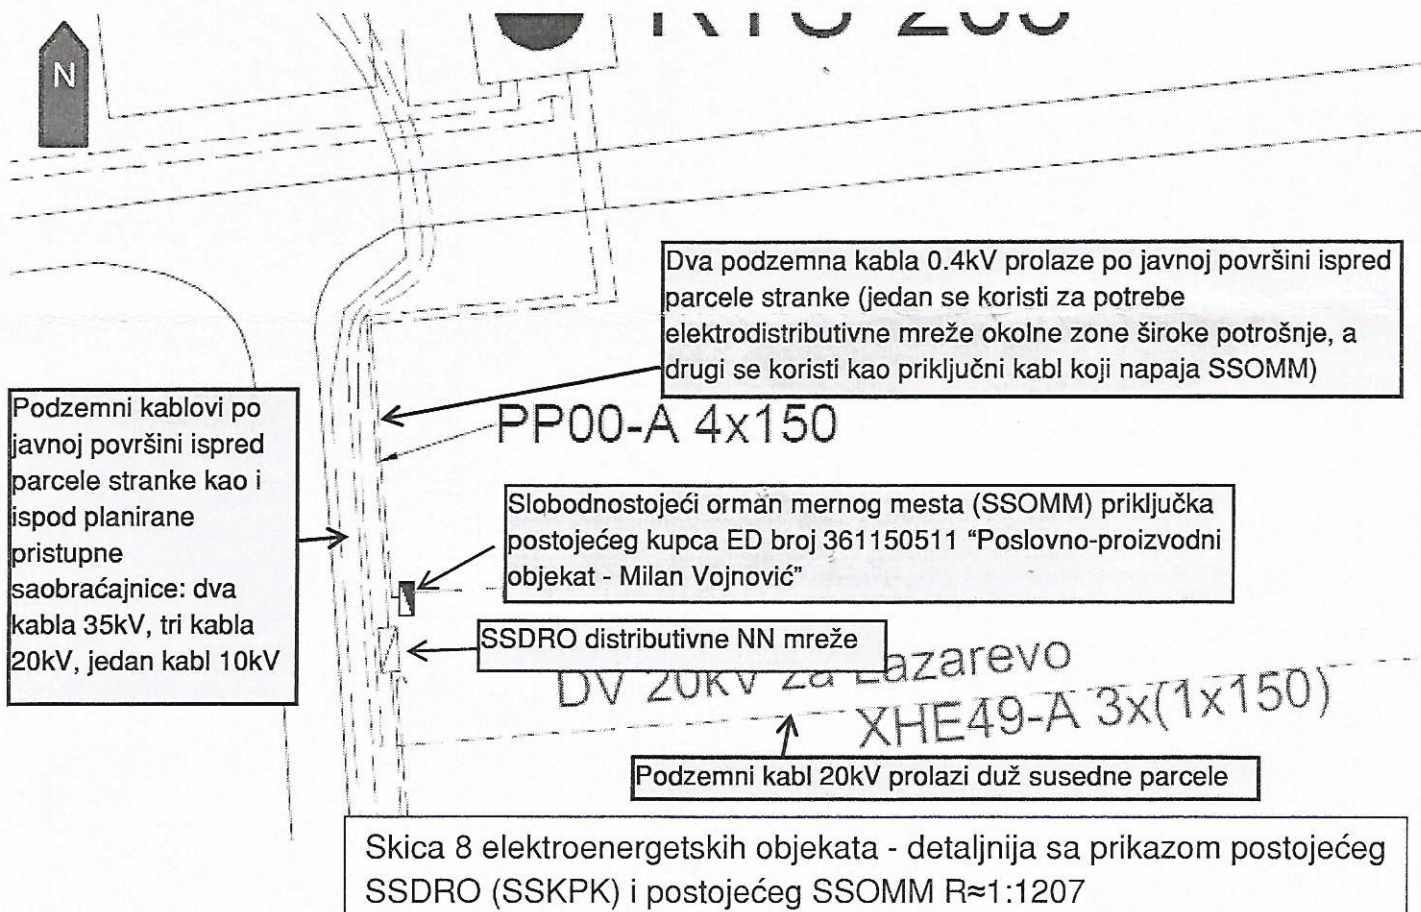 N
Dva podzemna kabla 0.4kV prolaze po javnoj površini ispred
parcele stranke (jedan se koristi za potrebe
elektrodistributivne mreže okolne zone široke potrošnje, a
drugi se koristi kao priključni kabl koji napaja SSOMM)
Podzemni kablovi po
javnoj površini ispred
parcele stranke kao i
ispod planirane
pristupne
saobraćajnice: dva
kabla 35kV, tri kabla
20kV, jedan kabl 10kV
PP00-A 4x150
Slobodnostojeći orman mernog mesta (SSOMM) priključka
postojećeg kupca ED broj 361150511 “Poslovno-proizvodni
objekat - Milan Vojnović”
SSDRO distributivne NN mreže
DV 20kV za Lazarevo
XHE49-A 3x(1x150)
Podzemni kabl 20kV prolazi duž susedne parcele
Skica 8 elektroenergetskih objekata - detaljnija sa prikazom postojećeg
SSDRO (SSKPK) i postojećeg SSOMM R≈1:1207